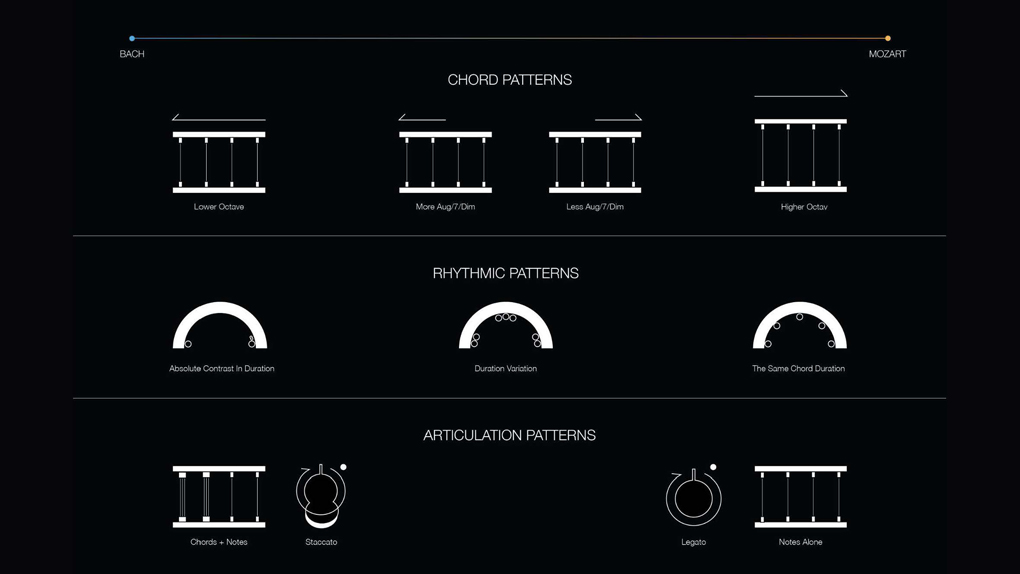 BACH
MOZART
CHORD PATTERNS
Lower Octave
More Aug/7/Dim
Less Aug/7/Dim
Higher Octav
RHYTHMIC PATTERNS
Absolute Contrast In Duration
Duration Variation
The Same Chord Duration
ARTICULATION PATTERNS
Chords + Notes
Staccato
Legato
Notes Alone